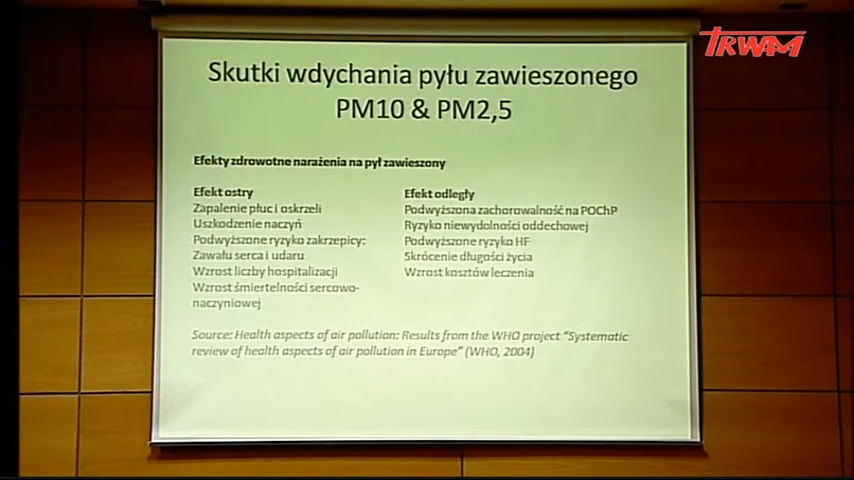 TRWAM
Skutki wdychania pyłu zawieszonego
PM10 & PM2,5
Efekty zdrowotne narażenia na pył zawieszony
Efekt ostry
Zapalenie płuc i oskrzeli
Uszkodzenie naczyń
Podwyższone ryzyko zakrzepicy:
Zawału serca i udaru
Wzrost liczby hospitalizacji
Wzrost śmiertelności sercowo-
naczyniowej
Efekt odległy
Podwyższona zachorowalność na POChP
Ryzyko niewydolności oddechowej
Podwyższone ryzyko HF
Skrócenie długości życia
Wzrost kosztów leczenia
Source: Health aspects of air pollution: Results from the WHO project "Systematic
review of health aspects of air pollution in Europe" (WHO, 2004)